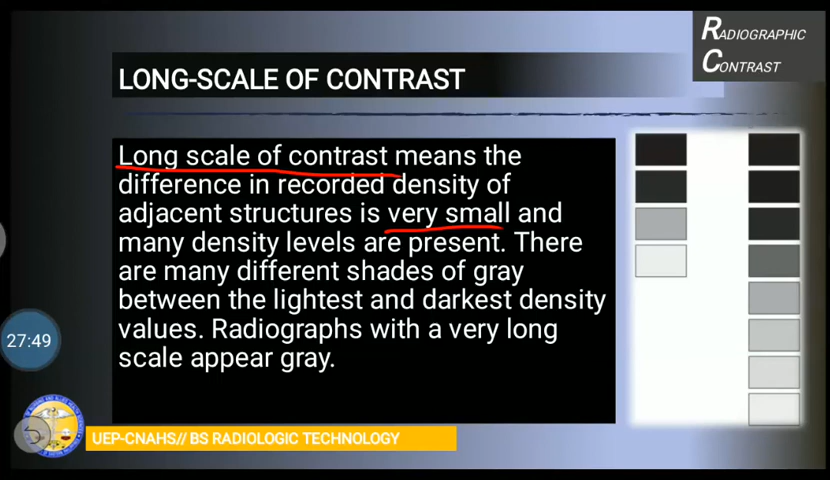 RADIOGRAPHIC
CONTRAST
LONG-SCALE OF CONTRAST
Long scale of contrast means the
difference in recorded density of
adjacent structures is very small and
many density levels are present. There
are many different shades of gray
between the lightest and darkest density
values. Radiographs with a very long
scale appear gray.
27:49
UEP-CNAHS// BS RADIOLOGIC TECHNOLOGY